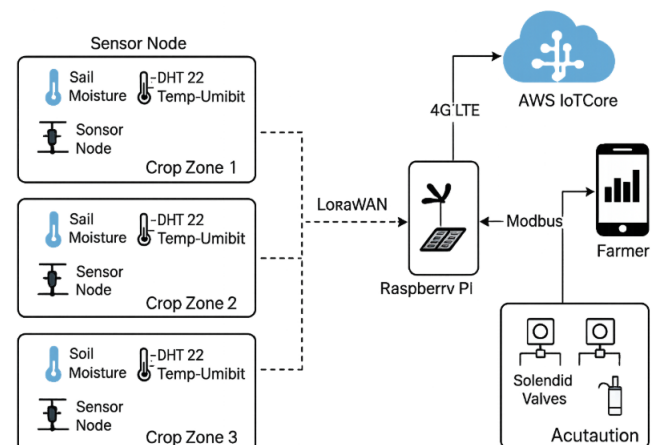 Sensor Node
Sail
Moisture
-DHT 22
Temp-Umibit
Sonsor
Node
Crop Zone 1
Sail
Moisture
-DHT 22
Temp-Umibit
Sensor
Node
Crop Zone 2
Soil
Moisture
-DHT 22
Temp-Umibit
Sensor
Node
Crop Zone 3
LoraWAN
4G LTE
AWS IoTCore
Raspberrv PI
Modbus
Farmer
Solendid
Valves
Acutaution